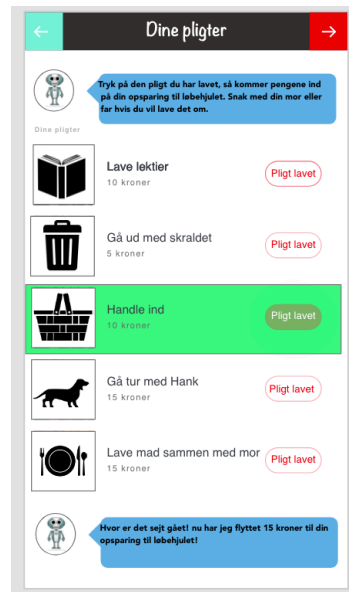 Dine pligter
Tryk på den pligt du har lavet, så kommer pengene ind
på din opsparing til løbehjulet. Snak med din mor eller
far hvis du vil lave det om.
Dine pligter
Lave lektier
10 kroner
Pligt lavet
Gå ud med skraldet
5 kroner
Pligt lavet
Handle ind
10 kroner
Pligt lavet
Gå tur med Hank
15 kroner
Pligt lavet
Lave mad sammen med mor
15 kroner
Pligt lavet
Hvor er det sejt gået! nu har jeg flyttet 15 kroner til din
opsparing til løbehjulet!